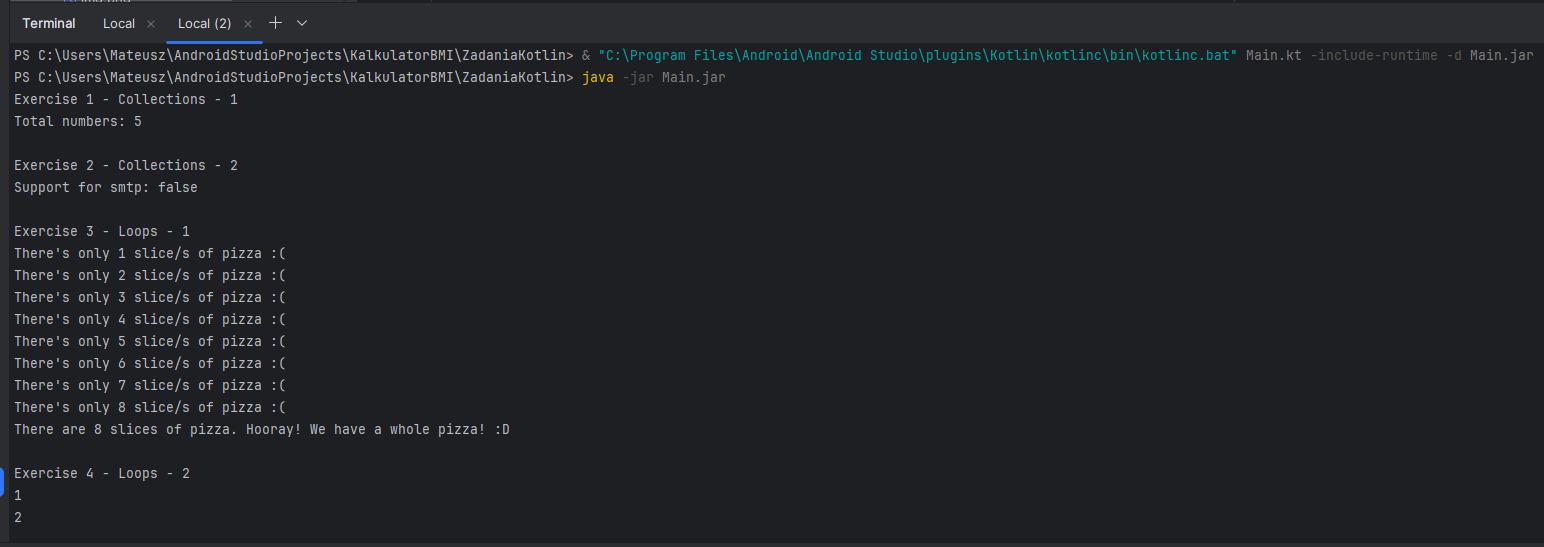 Terminal Local × Local (2) ×
PS C:\Users\Mateusz\AndroidStudioProjects\KalkulatorBMI\ZadaniaKotlin> & "C:\Program Files\Android\Android Studio\plugins\Kotlin\kotlinc\bin\kotlinc.bat" Main.kt -include-runtime -d Main.jar
PS C:\Users\Mateusz\AndroidStudioProjects\KalkulatorBMI\ZadaniaKotlin> java -jar Main.jar
Exercise 1 - Collections - 1
Total numbers: 5
Exercise 2 - Collections - 2
Support for smtp: false
Exercise 3 - Loops - 1
There's only 1 slice/s of pizza :(
There's only 2 slice/s of pizza :(
There's only 3 slice/s of pizza :(
There's only 4 slice/s of pizza :(
There's only 5 slice/s of pizza :(
There's only 6 slice/s of pizza :(
There's only 7 slice/s of pizza :(
There's only 8 slice/s of pizza :(
There are 8 slices of pizza. Hooray! We have a whole pizza! :D
Exercise 4 - Loops - 2
1
2